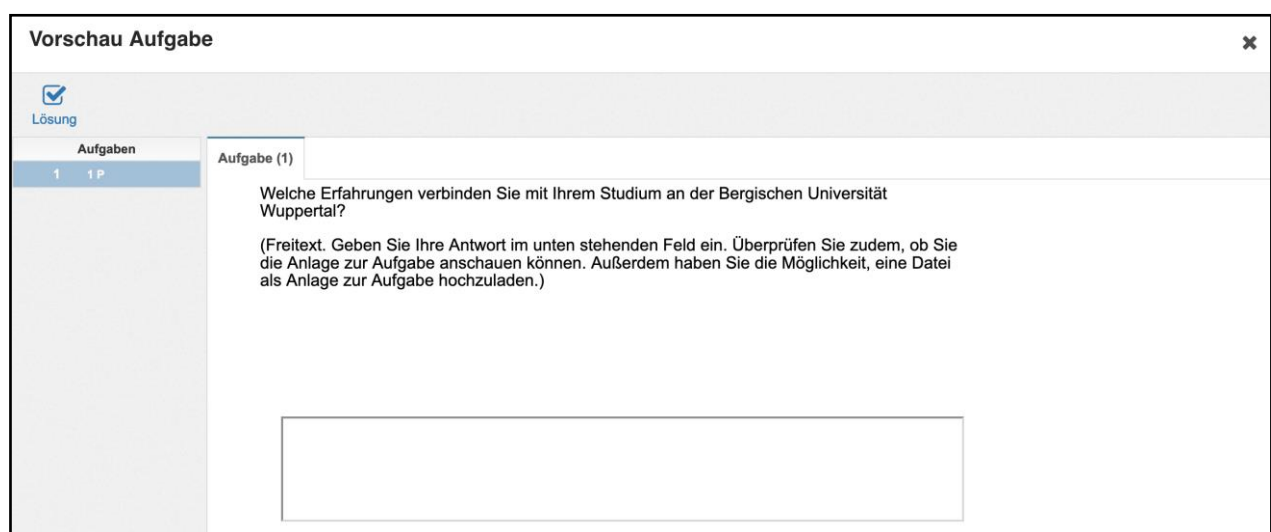 Vorschau Aufgabe
Lösung
Aufgaben
1 1 P
Aufgabe (1)
Welche Erfahrungen verbinden Sie mit Ihrem Studium an der Bergischen Universität
Wuppertal?
(Freitext. Geben Sie Ihre Antwort im unten stehenden Feld ein. Überprüfen Sie zudem, ob Sie
die Anlage zur Aufgabe anschauen können. Außerdem haben Sie die Möglichkeit, eine Datei
als Anlage zur Aufgabe hochzuladen.)